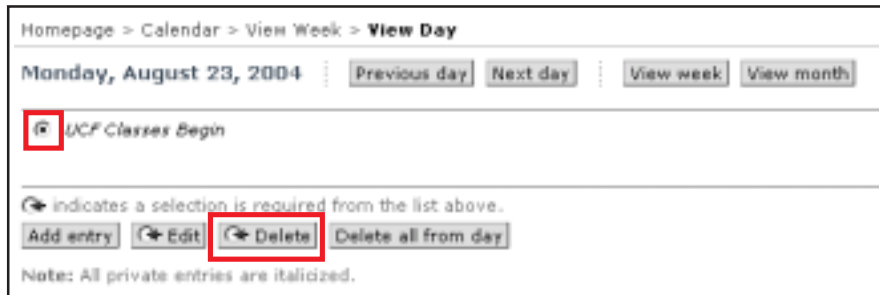 Homepage > Calendar > View Week > View Day
Monday, August 23, 2004 Previous day Next day View week View month
UCF Classes Begin
indicates a selection is required from the list above.
Add entry Edit Delete Delete all from day
Note: All private entries are italicized.